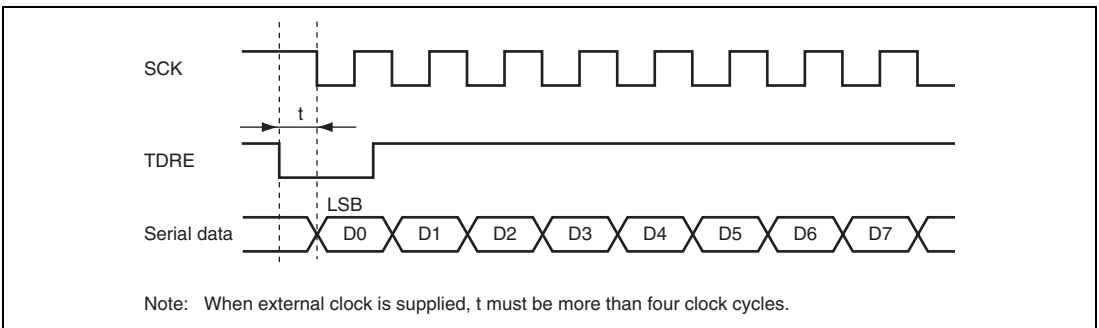 SCK
t
TDRE
LSB
Serial data D0 D1 D2 D3 D4 D5 D6 D7
Note: When external clock is supplied, t must be more than four clock cycles.